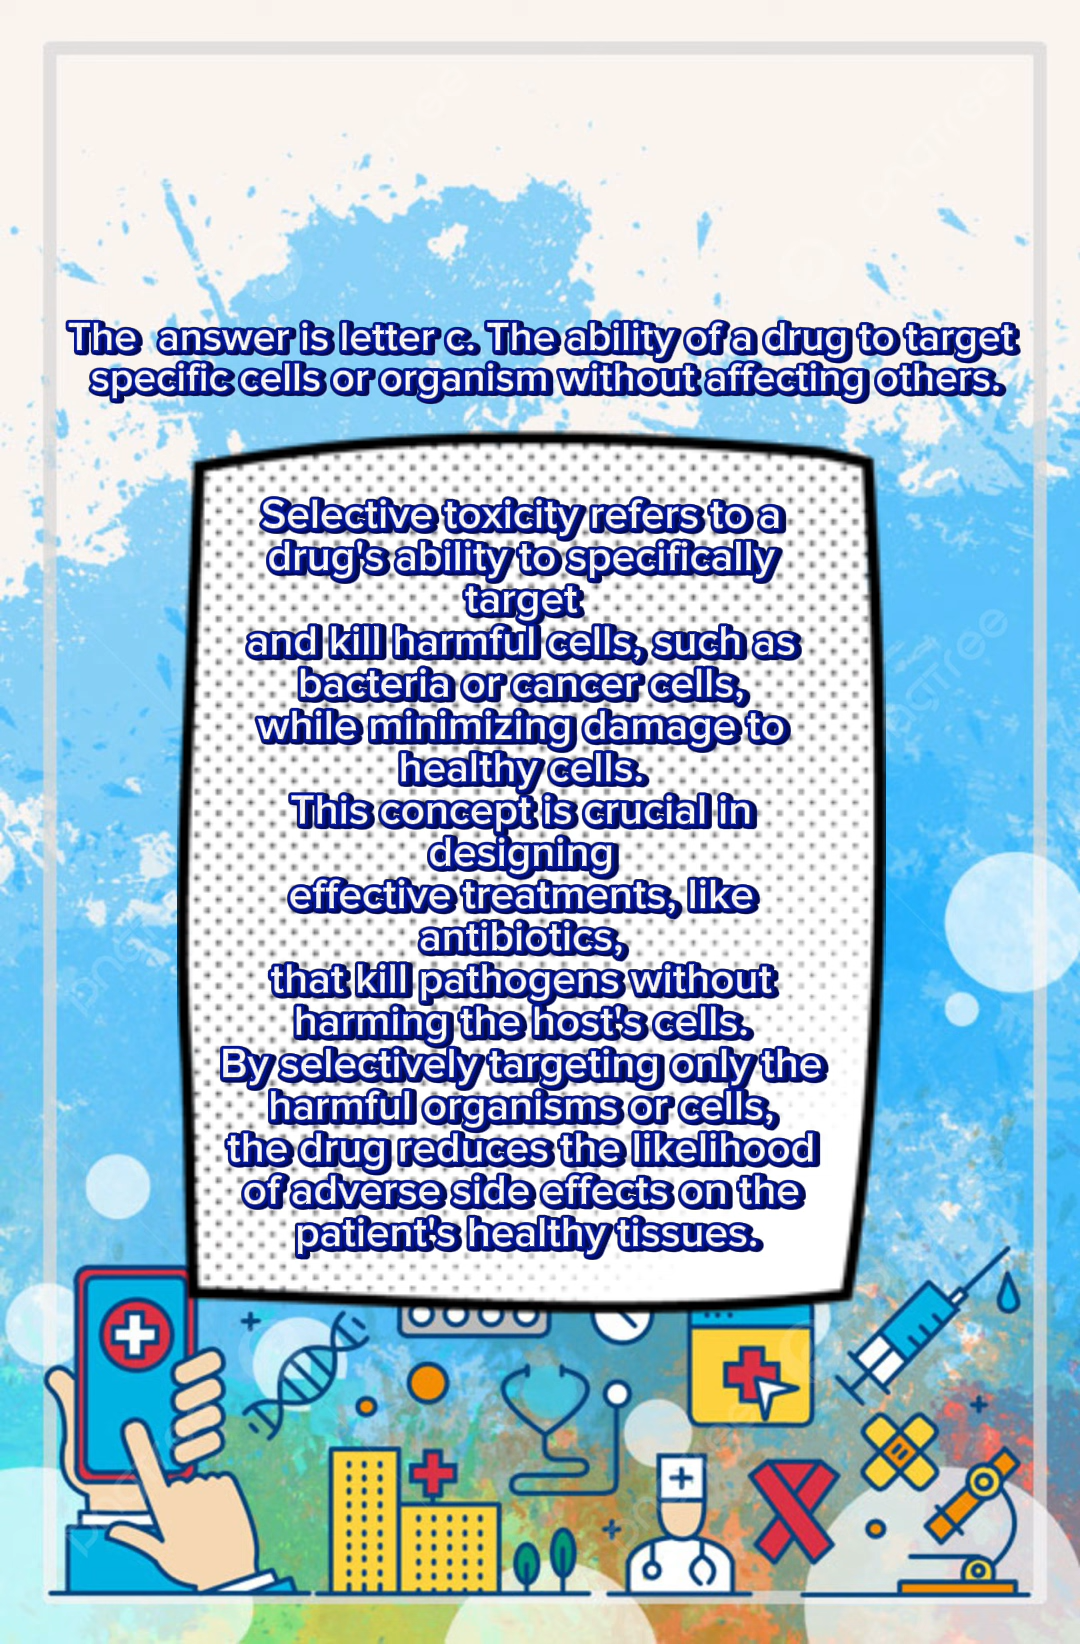 The answer is letter c. The ability of a drug to target
specific cells or organism without affecting others.
Selective toxicity refers to a
drug's ability to specifically
target
and kill harmful cells, such as
bacteria or cancer cells,
while minimizing damage to
healthy cells.
This concept is crucial in
designing
effective treatments, like
antibiotics,
that kill pathogens without
harming the host's cells.
By selectively targeting only the
harmful organisms or cells,
the drug reduces the likelihood
of adverse side effects on the
patient's healthy tissues.